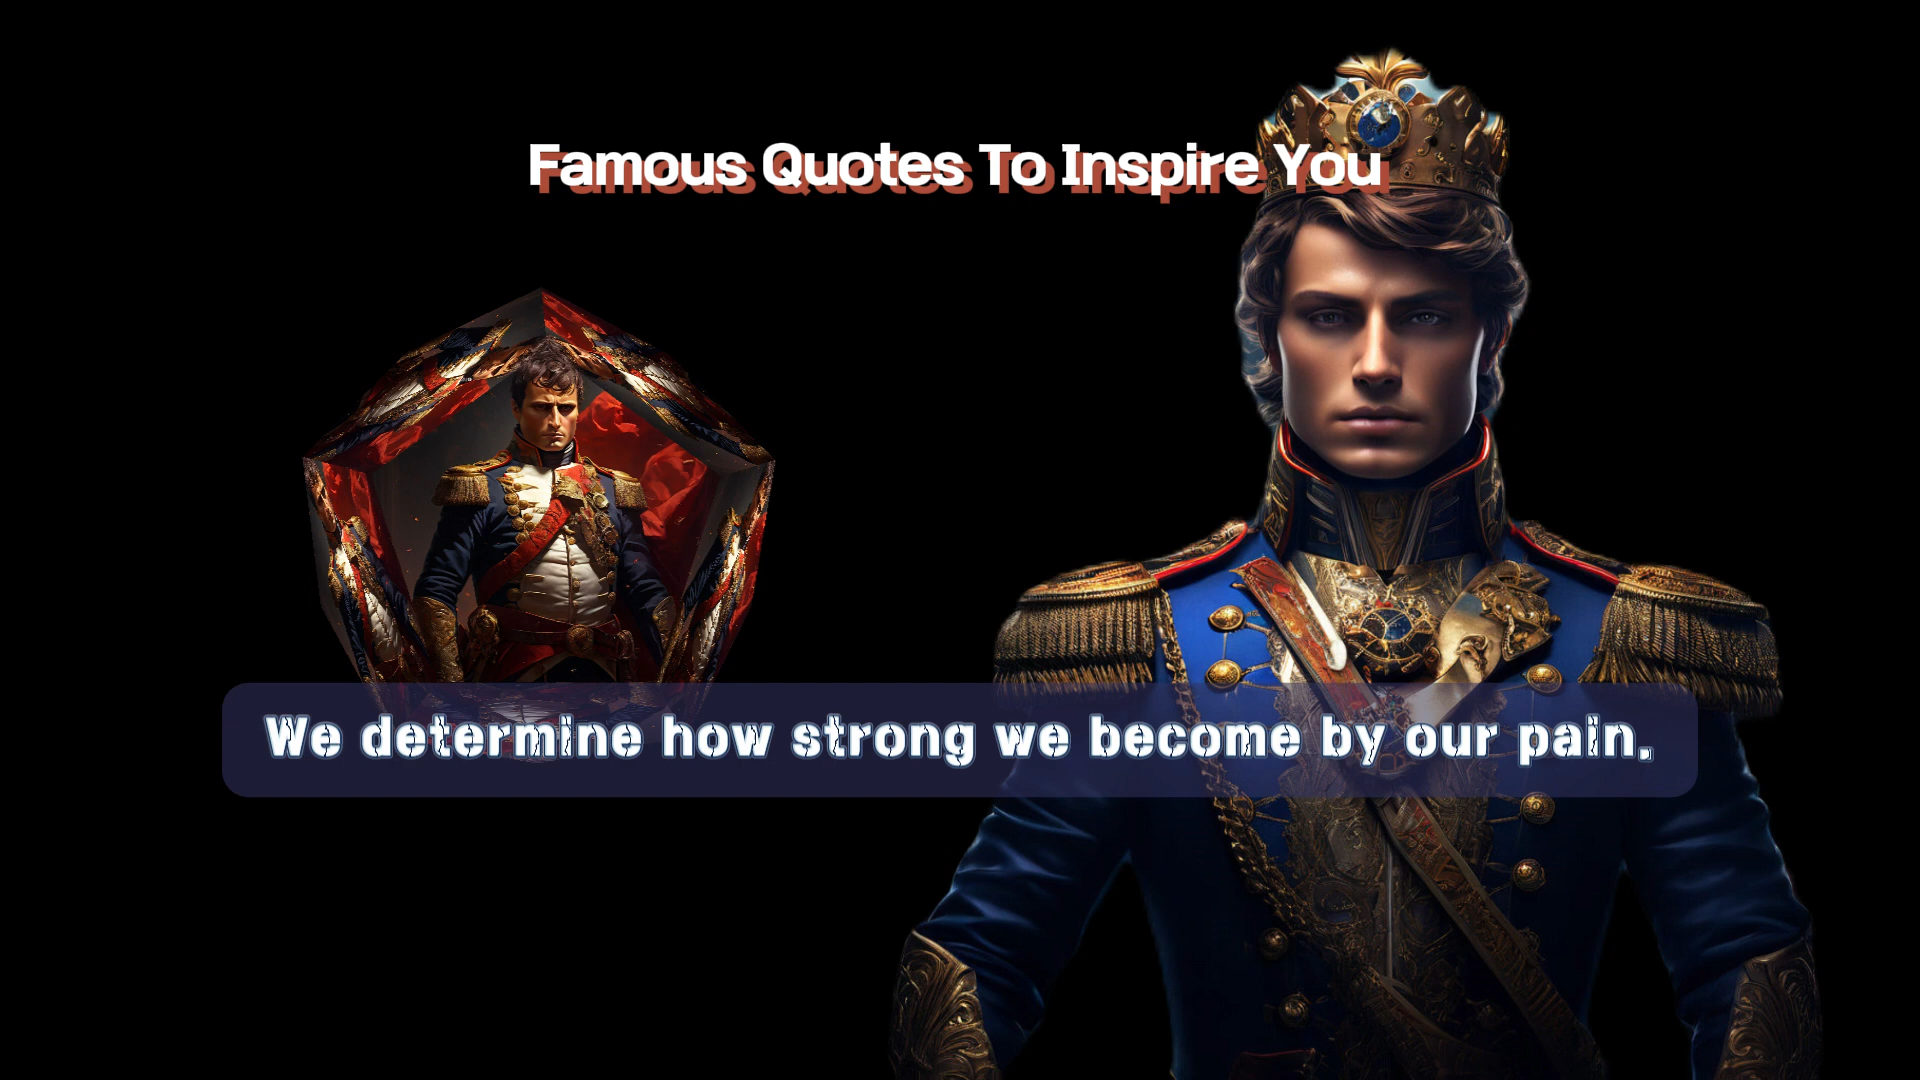 Famous Quotes To Inspire You
We determine how strong we become by our pain.